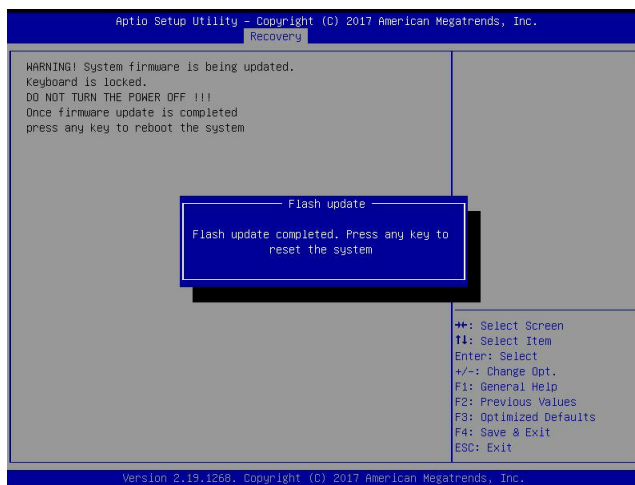 Aptio Setup Utility – Copyright (C) 2017 American Megatrends, Inc.
Recovery
WARNING! System firmware is being updated.
Keyboard is locked.
DO NOT TURN THE POWER OFF !!!
Once firmware update is completed
press any key to reboot the system
Flash update
Flash update completed. Press any key to
reset the system
→←: Select Screen
↑↓: Select Item
Enter: Select
+/-: Change Opt.
F1: General Help
F2: Previous Values
F3: Optimized Defaults
F4: Save & Exit
ESC: Exit
Version 2.19.1268. Copyright (C) 2017 American Megatrends, Inc.